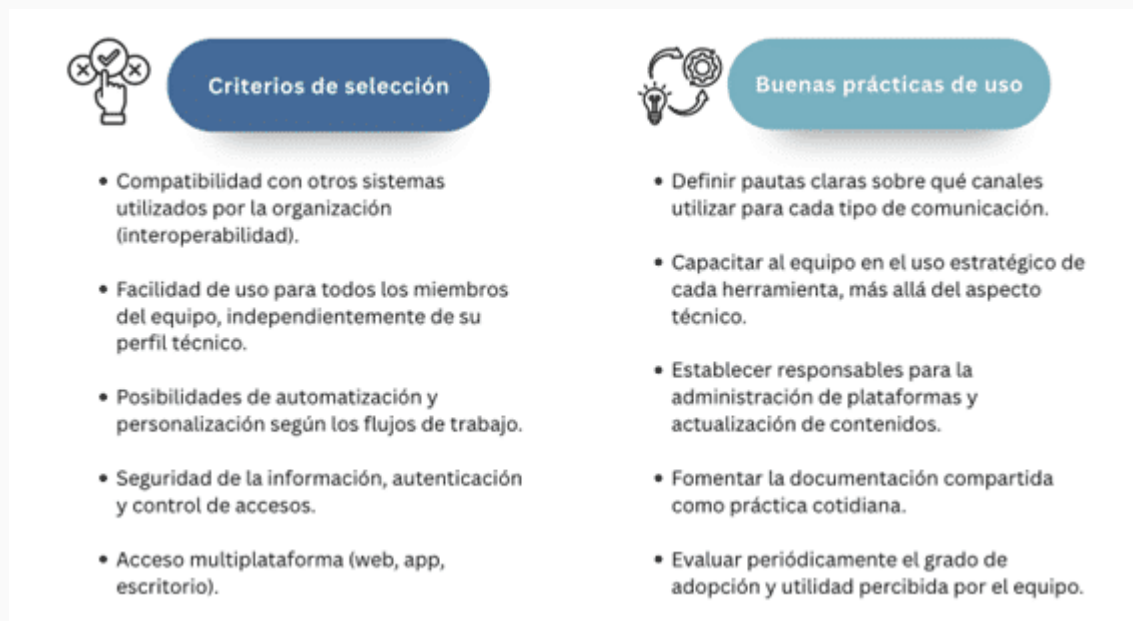 Criterios de selección
• Compatibilidad con otros sistemas
utilizados por la organización
(interoperabilidad).
• Facilidad de uso para todos los miembros
del equipo, independientemente de su
perfil técnico.
• Posibilidades de automatización y
personalización según los flujos de trabajo.
• Seguridad de la información, autenticación
y control de accesos.
• Acceso multiplataforma (web, app,
escritorio).
Buenas prácticas de uso
• Definir pautas claras sobre qué canales
utilizar para cada tipo de comunicación.
• Capacitar al equipo en el uso estratégico de
cada herramienta, más allá del aspecto
técnico.
• Establecer responsables para la
administración de plataformas y
actualización de contenidos.
• Fomentar la documentación compartida
como práctica cotidiana.
• Evaluar periódicamente el grado de
adopción y utilidad percibida por el equipo.